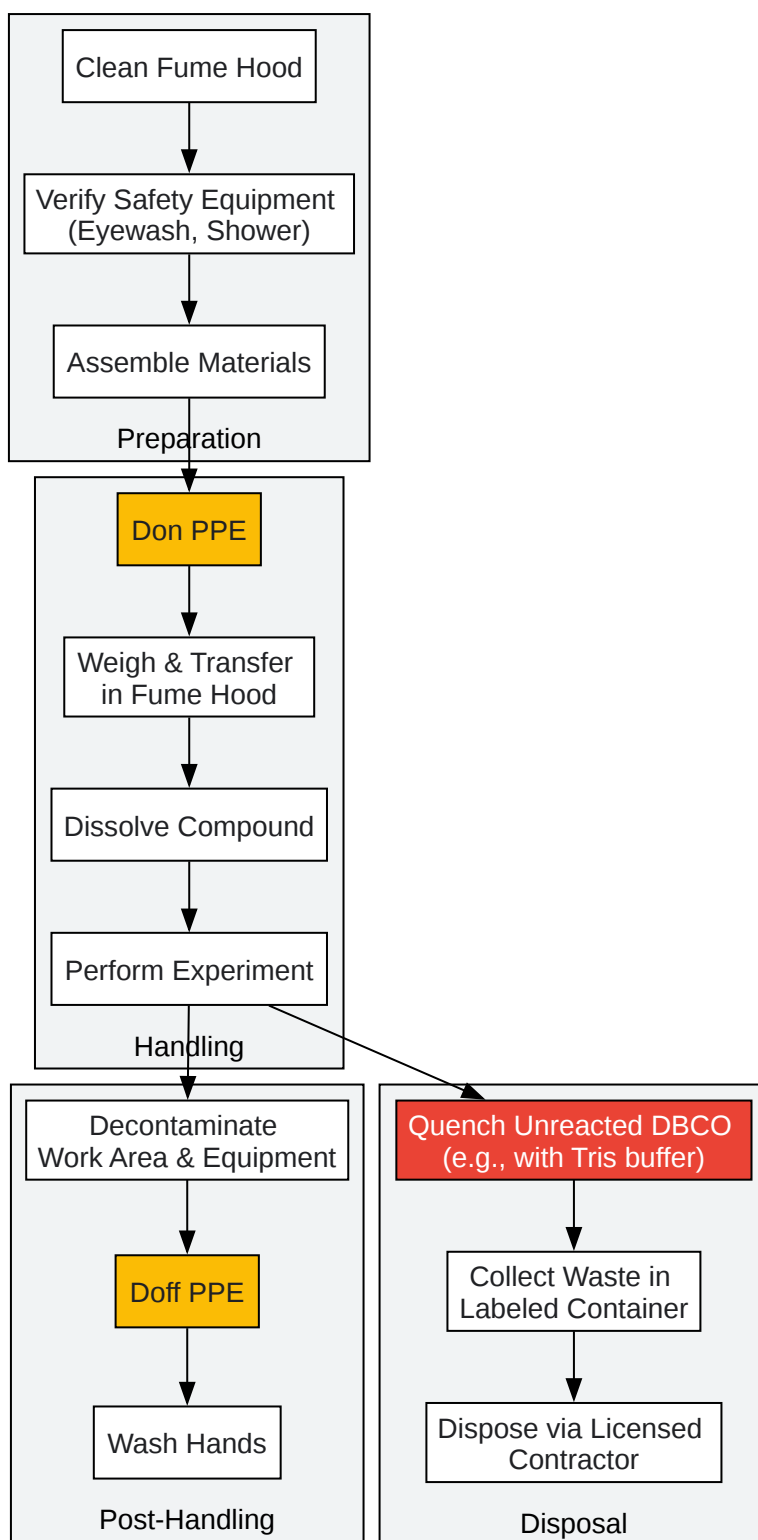 Clean Fume Hood
Verify Safety Equipment
(Eyewash, Shower)
Assemble Materials
Preparation
Don PPE
Weigh & Transfer
in Fume Hood
Dissolve Compound
Perform Experiment
Handling
Decontaminate
Work Area & Equipment
Doff PPE
Wash Hands
Post-Handling
Quench Unreacted DBCO
(e.g., with Tris buffer)
Collect Waste in
Labeled Container
Dispose via Licensed
Contractor
Disposal